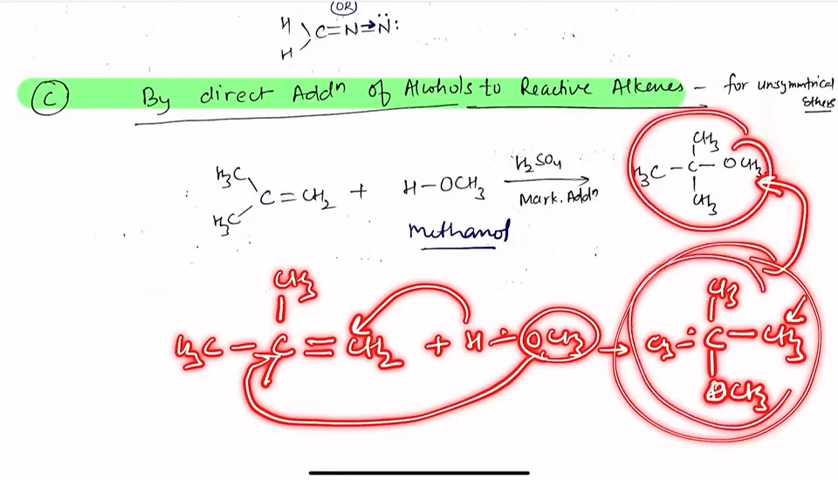 (OR)
H
C=N→N:
H
(C) By direct Addn of Alcohols to Reactive Alkenes - for unsymmtrical
ethers
CH3
H3C
C=CH2 + H-OCH3 H2SO4 H3C-C-OCH3
H3C
Mark. Addn
CH3
Methanol
CH3
CH3
H3C-C=CH2 + H-OCH3 → CH3-C-CH3
OCH3